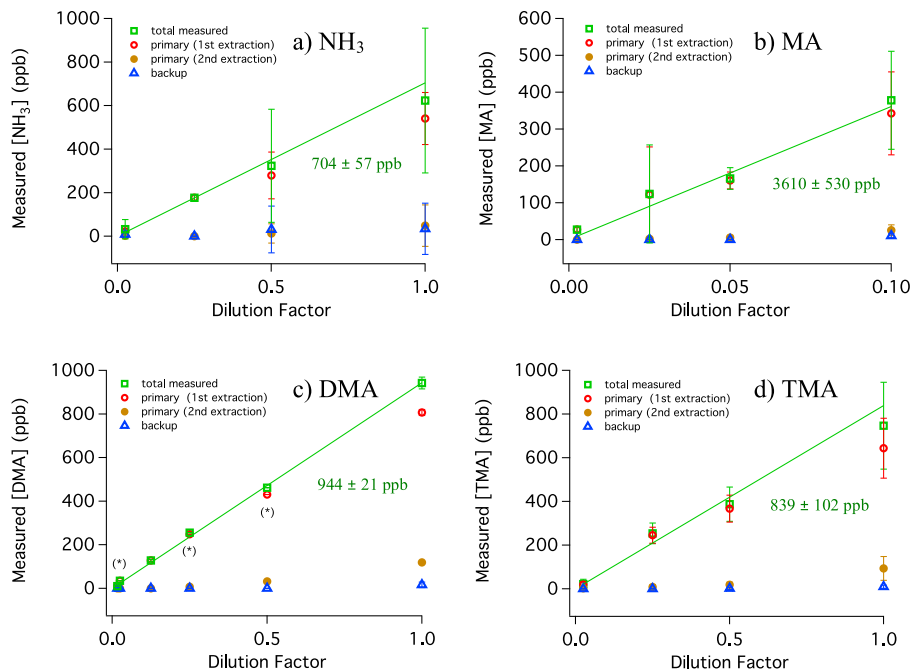 a) NH3
total measured
primary (1st extraction)
primary (2nd extraction)
backup
704 ± 57 ppb
Measured [NH3] (ppb)
1000
800
600
400
200
0
0.0
0.5
1.0
Dilution Factor
b) MA
total measured
primary (1st extraction)
primary (2nd extraction)
backup
3610 ± 530 ppb
Measured [MA] (ppb)
600
500
400
300
200
100
0
0.00
0.05
0.10
Dilution Factor
c) DMA
total measured
primary (1st extraction)
primary (2nd extraction)
backup
944 ± 21 ppb
(*)
(*)
(*)
Measured [DMA] (ppb)
1000
800
600
400
200
0
0.0
0.5
1.0
Dilution Factor
d) TMA
total measured
primary (1st extraction)
primary (2nd extraction)
backup
839 ± 102 ppb
Measured [TMA] (ppb)
1000
800
600
400
200
0
0.0
0.5
1.0
Dilution Factor